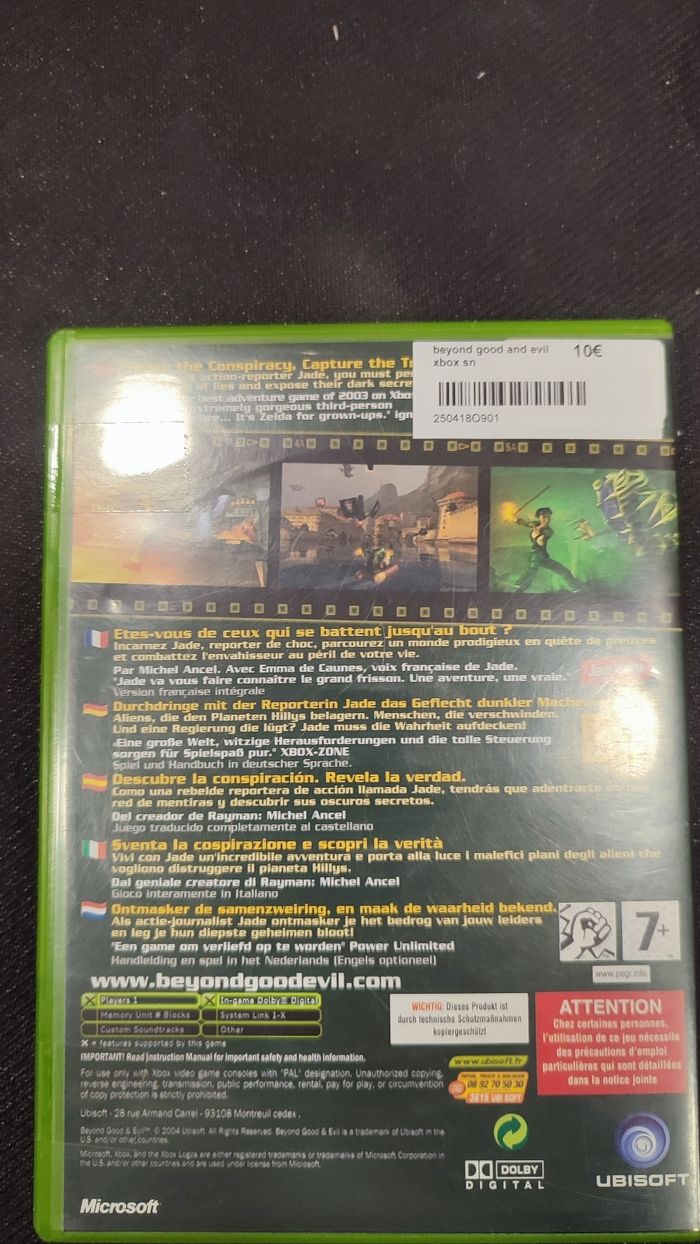 beyond good and evil 10€
xbox sn
250418O901
the Conspiracy, Capture the
action-reporter Jade, you must
of lies and expose their dark
best adventure game of 2003 on
extremely gorgeous third-person
It's Zelda for grown-ups." ign
4A 5A
Etes-vous de ceux qui se battent jusqu'au bout ?
Incarnez Jade, reporter de choc, parcourez un monde prodigieux en quête de preuves
et combattez l'envahisseur au péril de votre vie.
Par Michel Ancel. Avec Emma de Caunes, voix française de Jade.
"Jade va vous faire connaître le grand frisson. Une aventure, une vraie."
Version française intégrale
Durchdringe mit der Reporterin Jade das Geflecht dunkler
Aliens, die den Planeten Hillys belagern. Menschen, die verschwinden.
Und eine Regierung die lügt? Jade muss die Wahrheit aufdecken!
„Eine große Welt, witzige Herausforderungen und die tolle Steuerung
sorgen für Spielspaß pur." XBOX-ZONE
Spiel und Handbuch in deutscher Sprache.
Descubre la conspiración. Revela la verdad.
Como una rebelde reportera de acción llamada Jade, tendrás que adentrarte en
red de mentiras y descubrir sus oscuros secretos.
Del creador de Rayman: Michel Ancel
Juego traducido completamente al castellano
Sventa la cospirazione e scopri la verità
Vivi con Jade un'incredibile avventura e porta alla luce i malefici piani degli alieni che
vogliono distruggere il pianeta Hillys.
Dal geniale creatore di Rayman: Michel Ancel
Gioco interamente in Italiano
Ontmasker de samenzweiring, en maak de waarheid bekend.
Als actie-journalist Jade ontmasker je het bedrog van jouw leiders
en leg je hun diepste geheimen bloot!
"Een game om verliefd op te worden" Power Unlimited
Handleiding en spel in het Nederlands (Engels optioneel)
7+
www.pegi.info
www.beyondgoodevil.com
Players 1 In-game Dolby® Digital
Memory Unit # Blocks System Link 1-X
Custom Soundtracks Other
X = features supported by this game
WICHTIG: Dieses Produkt ist
durch technische Schutzmaßnahmen
kopiergeschützt
ATTENTION
Chez certaines personnes,
l'utilisation de ce jeu nécessite
des précautions d'emploi
particulières qui sont détaillées
dans la notice jointe
IMPORTANT! Read Instruction Manual for important safety and health information.
For use only with Xbox video game consoles with "PAL" designation. Unauthorized copying,
reverse engineering, transmission, public performance, rental, pay for play, or circumvention
of copy protection is strictly prohibited.
www.ubisoft.fr
08 92 70 50 30
3615 UBI SOFT
Ubisoft - 28 rue Armand Carrel - 93108 Montreuil cedex.
Beyond Good & Evil™. © 2004 Ubisoft. All Rights Reserved. Beyond Good & Evil is a trademark of Ubisoft in the
U.S. and/or other countries.
Microsoft, Xbox, and the Xbox Logos are either registered trademarks or trademarks of Microsoft Corporation in
the U.S. and/or other countries and are used under license from Microsoft.
DOLBY
DIGITAL
UBISOFT
Microsoft